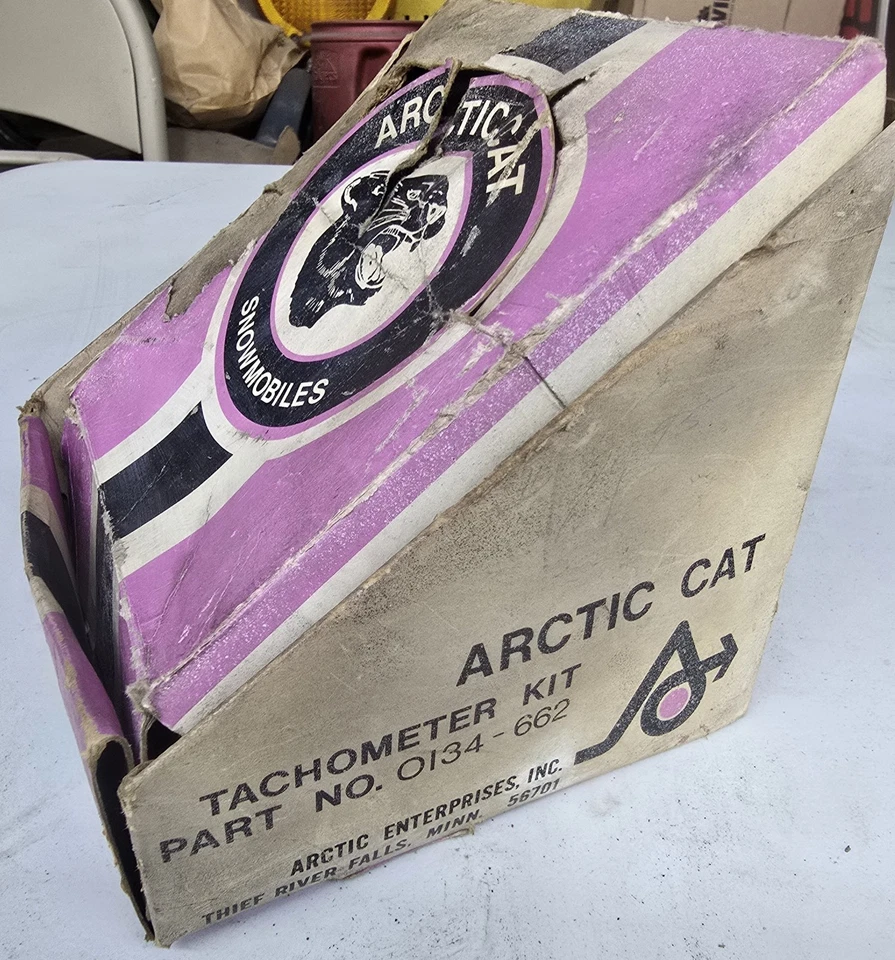 ARCTIC CAT
SNOWMOBILES
ARCTIC CAT
TACHOMETER KIT
PART NO. 0134-662
ARCTIC ENTERPRISES, INC.
THIEF RIVER FALLS, MINN. 56701